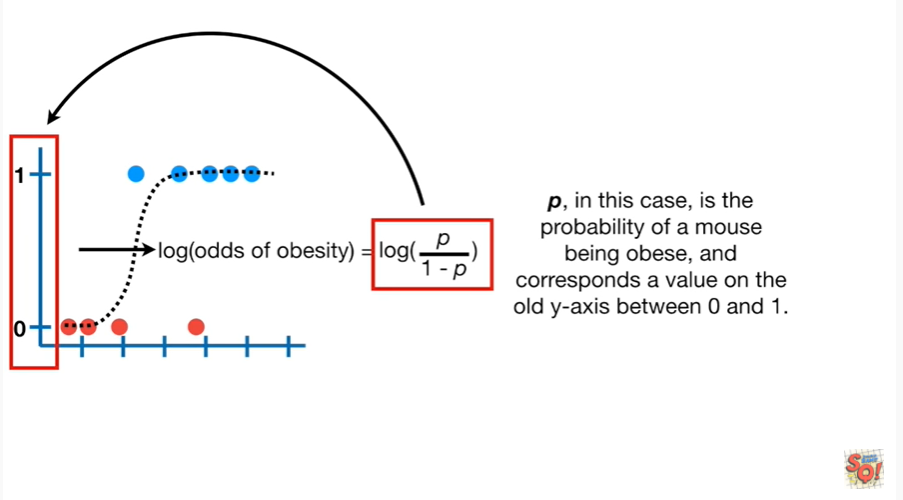 1
log(odds of obesity) = log( p / 1 - p )
0
p, in this case, is the
probability of a mouse
being obese, and
corresponds a value on the
old y-axis between 0 and 1.
SQ!